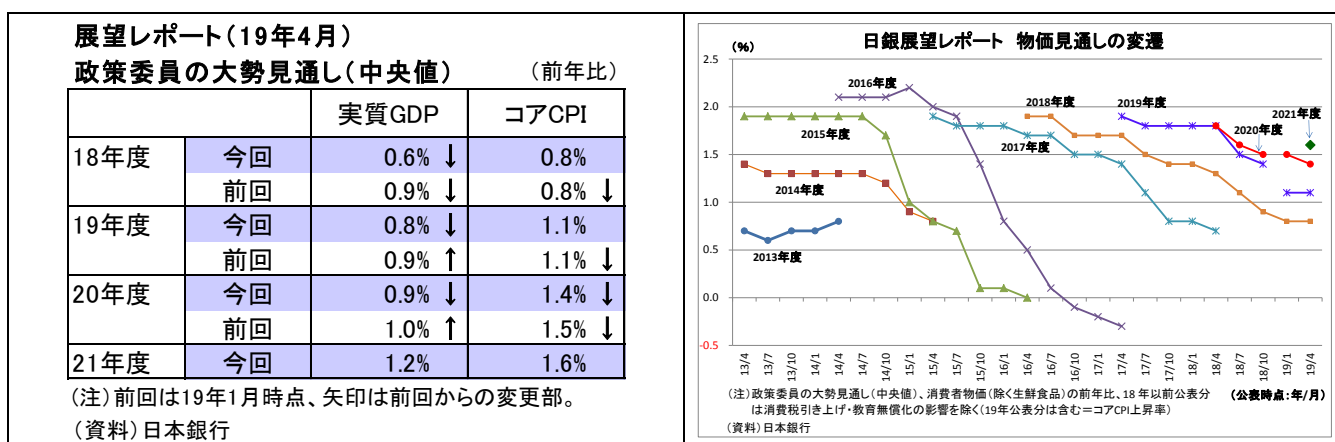 展望レポート(19年4月)
政策委員の大勢見通し(中央値) (前年比)
実質GDP コアCPI
18年度 今回 0.6% ↓ 0.8%
前回 0.9% ↓ 0.8% ↓
19年度 今回 0.8% ↓ 1.1%
前回 0.9% ↑ 1.1% ↓
20年度 今回 0.9% ↓ 1.4% ↓
前回 1.0% ↑ 1.5% ↓
21年度 今回 1.2% 1.6%
(注)前回は19年1月時点、矢印は前回からの変更部。
(資料)日本銀行
日銀展望レポート 物価見通しの変遷
(%)
2.5
2.0
1.5
1.0
0.5
0.0
-0.5
2013年度
2014年度
2015年度
2016年度
2017年度
2018年度
2019年度
2020年度
2021年度
13/4 13/7 13/10 14/1 14/4 14/7 14/10 15/1 15/4 15/7 15/10 16/1 16/4 16/7 16/10 17/1 17/4 17/7 17/10 18/1 18/4 18/7 18/10 19/1 19/4
(注)政策委員の大勢見通し(中央値)、消費者物価(除く生鮮食品)の前年比、18年以前公表分
は消費税引き上げ・教育無償化の影響を除く(19年公表分は含む=コアCPI上昇率)
(公表時点:年/月)
(資料)日本銀行